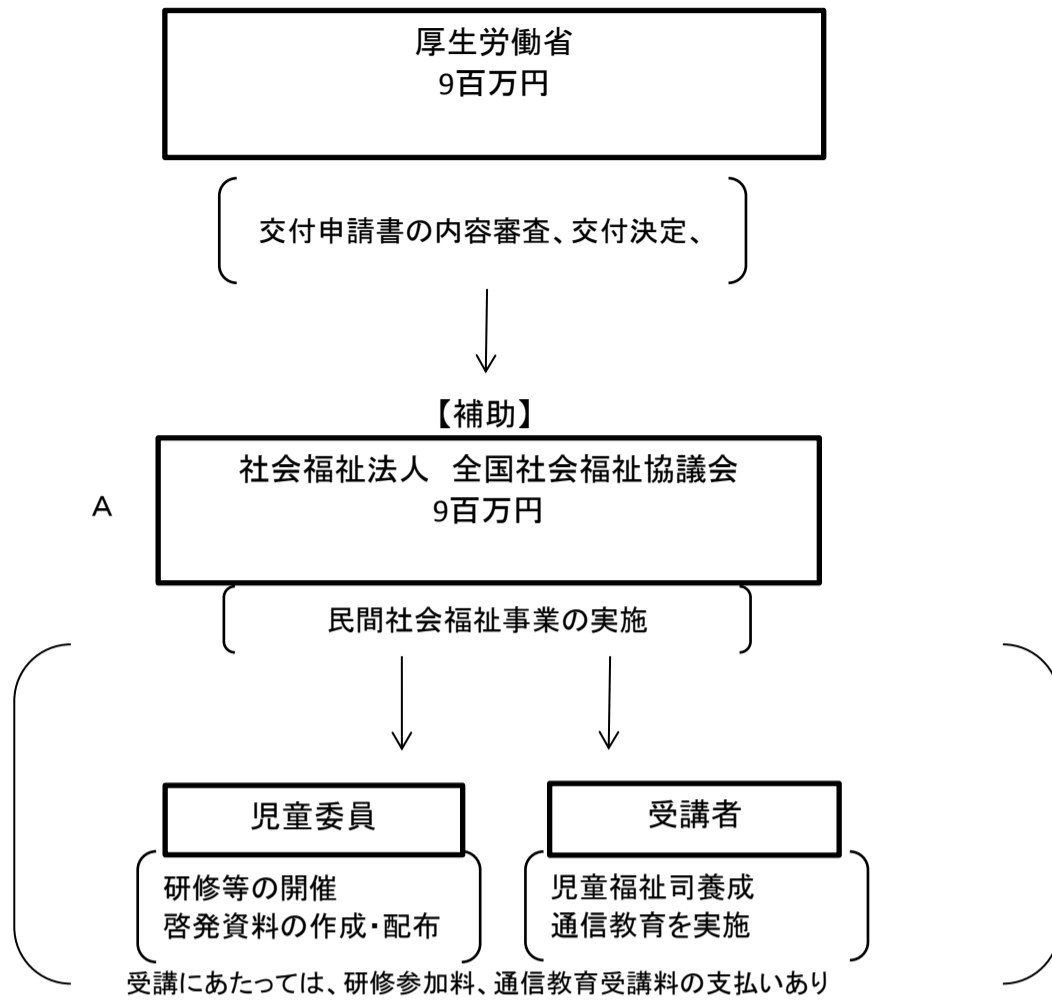 厚生労働省
9百万円
交付申請書の内容審査、交付決定、
【補助】
社会福祉法人　全国社会福祉協議会
A
9百万円
民間社会福祉事業の実施
児童委員
受講者
研修等の開催
啓発資料の作成・配布
児童福祉司養成
通信教育を実施
受講にあたっては、研修参加料、通信教育受講料の支払いあり